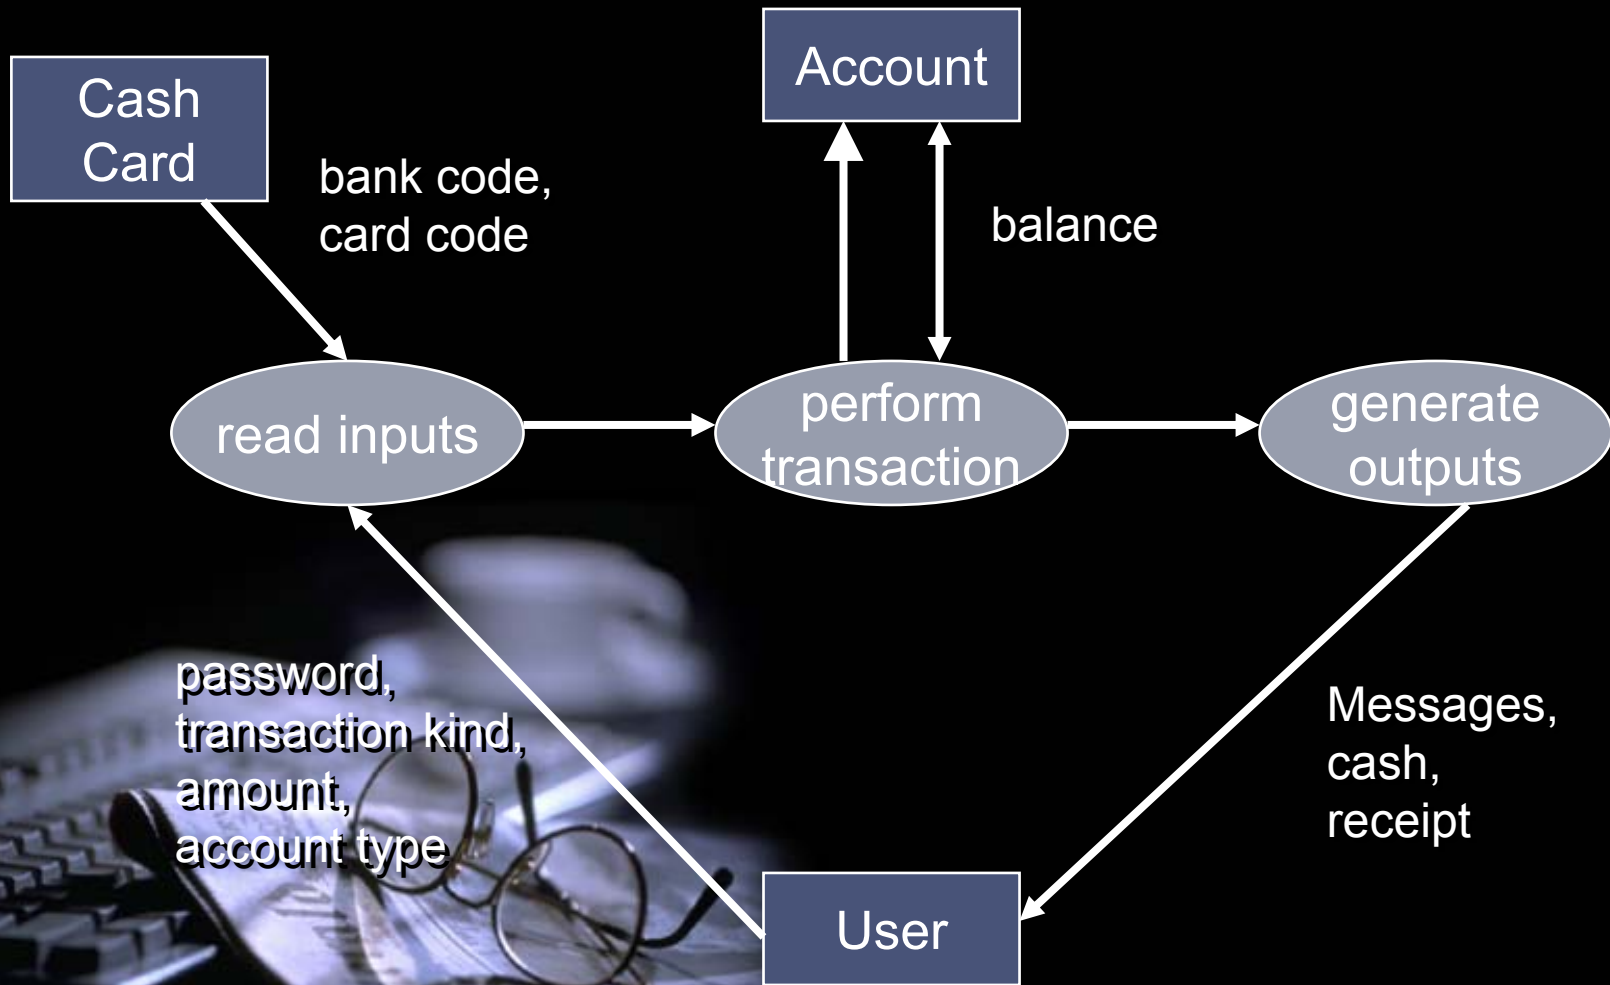 Account
Cash
Card
bank code,
card code
balance
read inputs
perform
transaction
generate
outputs
password,
transaction kind,
amount,
account type
Messages,
cash,
receipt
User